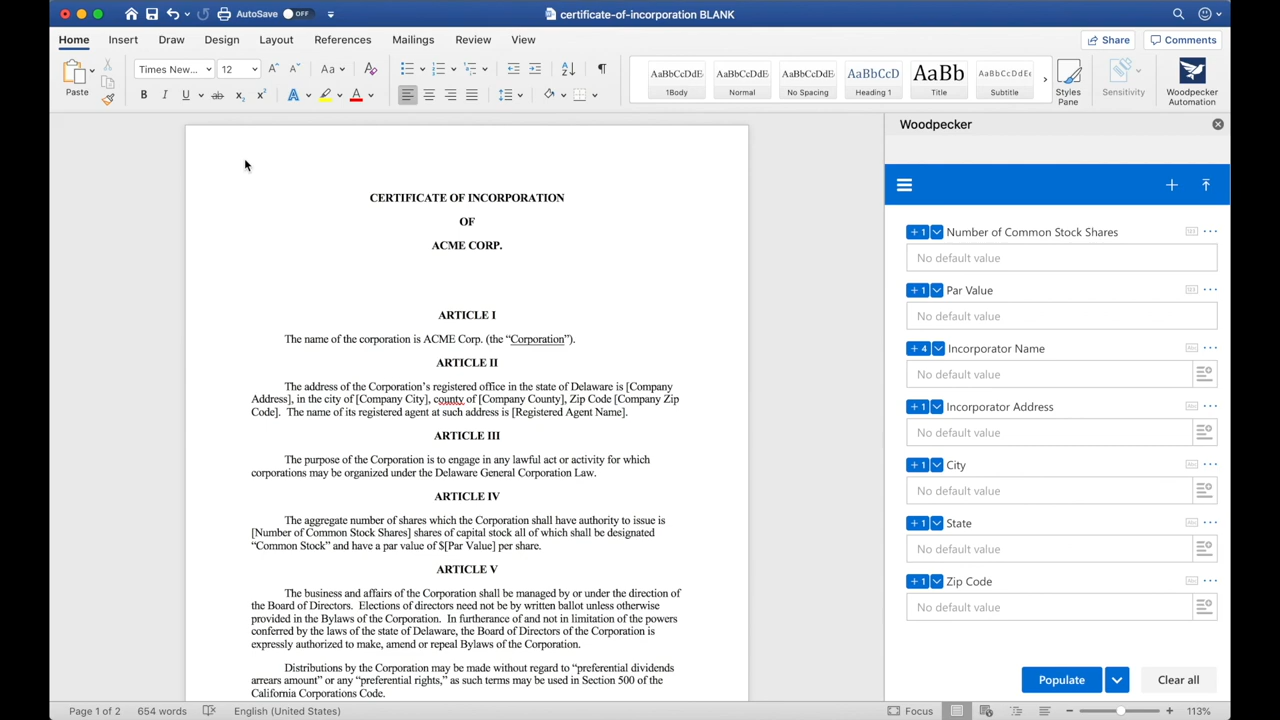 AutoSave OFF
certificate-of-incorporation BLANK
Home Insert Draw Design Layout References Mailings Review View
Share Comments
Paste
Times New... 12
AaBbCcDdE 1Body
AaBbCcDdEe Normal
AaBbCcDdEe No Spacing
AaBbCcD Heading 1
AaBb Title
AaBbCcDdEe Subtitle
Styles Pane
Sensitivity
Woodpecker Automation
CERTIFICATE OF INCORPORATION
OF
ACME CORP.
ARTICLE I
The name of the corporation is ACME Corp. (the “Corporation”).
ARTICLE II
The address of the Corporation’s registered office in the state of Delaware is [Company
Address], in the city of [Company City], county of [Company County], Zip Code [Company Zip
Code]. The name of its registered agent at such address is [Registered Agent Name].
ARTICLE III
The purpose of the Corporation is to engage in any lawful act or activity for which
corporations may be organized under the Delaware General Corporation Law.
ARTICLE IV
The aggregate number of shares which the Corporation shall have authority to issue is
[Number of Common Stock Shares] shares of capital stock all of which shall be designated
“Common Stock” and have a par value of $[Par Value] per share.
ARTICLE V
The business and affairs of the Corporation shall be managed by or under the direction of
the Board of Directors. Elections of directors need not be by written ballot unless otherwise
provided in the Bylaws of the Corporation. In furtherance of and not in limitation of the powers
conferred by the laws of the state of Delaware, the Board of Directors of the Corporation is
expressly authorized to make, amend or repeal Bylaws of the Corporation.
Distributions by the Corporation may be made without regard to “preferential dividends
arrears amount” or any “preferential rights,” as such terms may be used in Section 500 of the
California Corporations Code.
Woodpecker
+ 1 Number of Common Stock Shares
No default value
+ 1 Par Value
No default value
+ 4 Incorporator Name
No default value
+ 1 Incorporator Address
No default value
+ 1 City
No default value
+ 1 State
No default value
+ 1 Zip Code
No default value
Populate Clear all
Page 1 of 2 654 words English (United States) Focus 113%